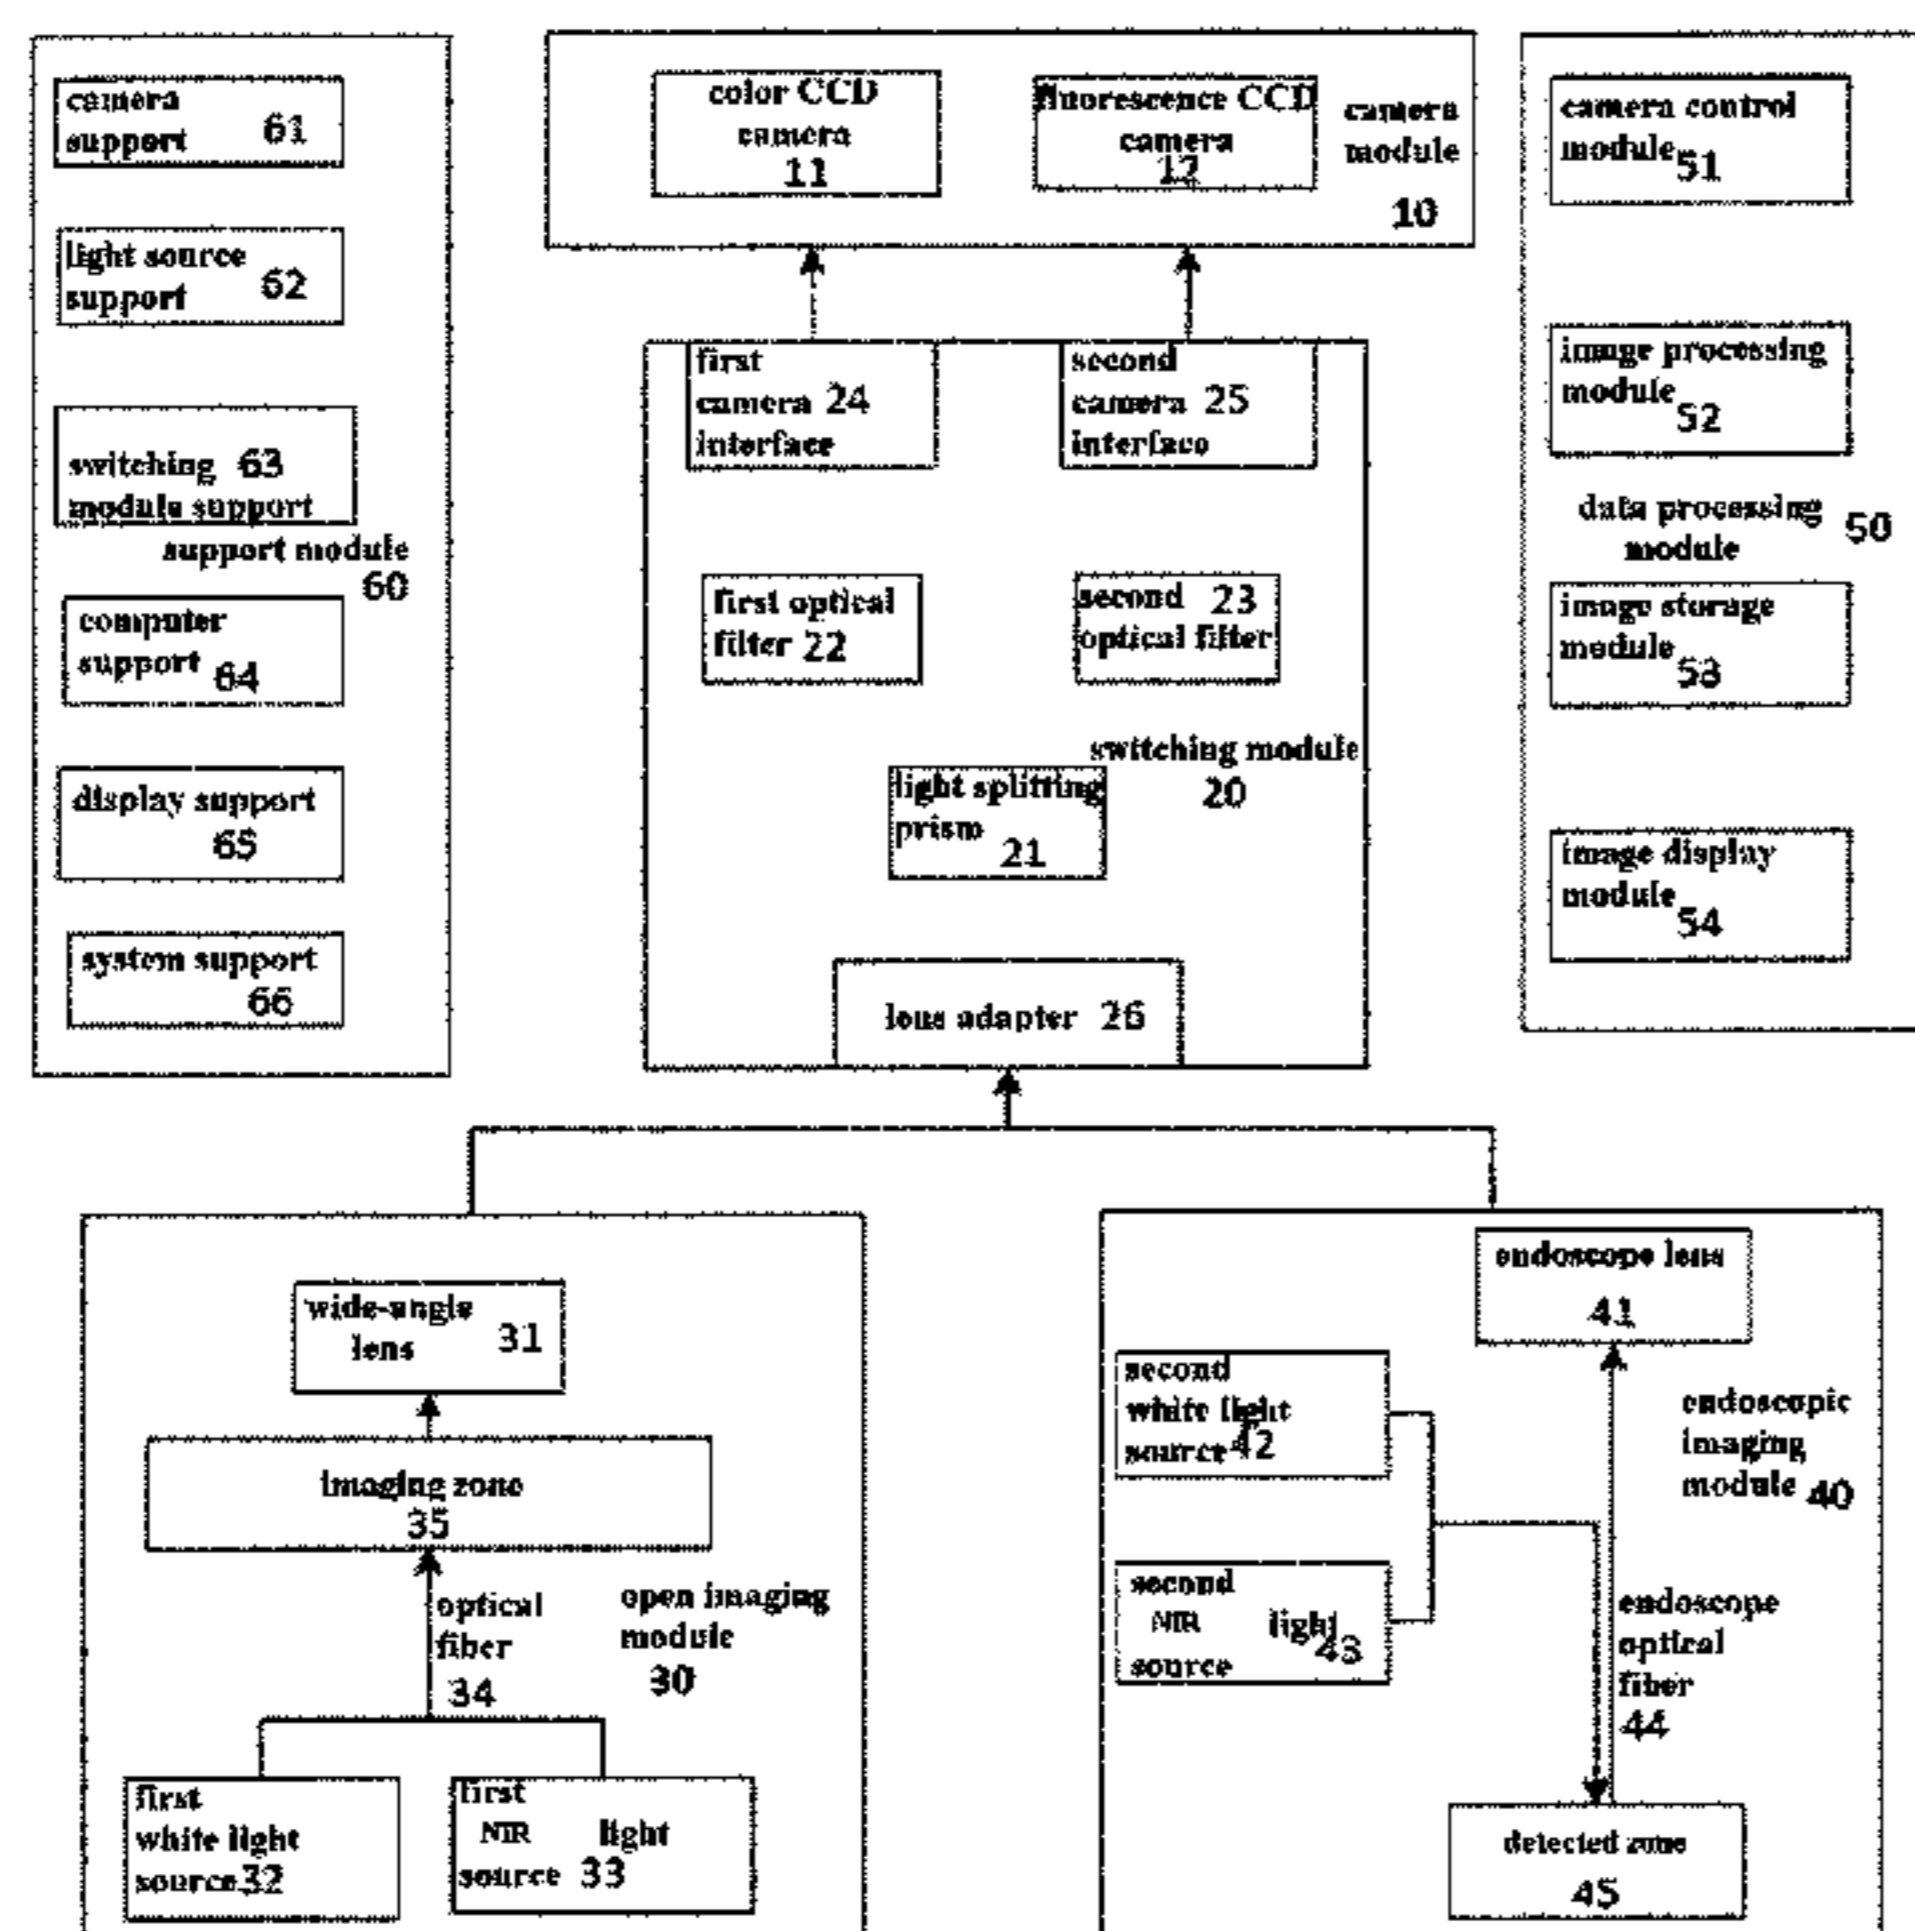 camera
support 61
light source
support 62
switching 63
module support
support module
60
computer
support 64
display support
65
system support
66
color CCD
camera
11
fluorescence CCD
camera
12
camera
module
10
first
camera 24
interface
second
camera 25
interface
first optical
filter 22
second 23
optical filter
switching module
20
light splitting
prism 21
lens adapter 26
camera control
module 51
image processing
module 52
data processing
module 50
image storage
module 53
image display
module 54
wide-angle
lens 31
imaging zone
35
optical
fiber
34
open imaging
module
30
first
white light
source 32
first
NIR light
source 33
endoscope lens
41
second
white light
source 42
second
NIR light
source 43
endoscopic
imaging
module 40
endoscope
optical
fiber
44
detected zone
45